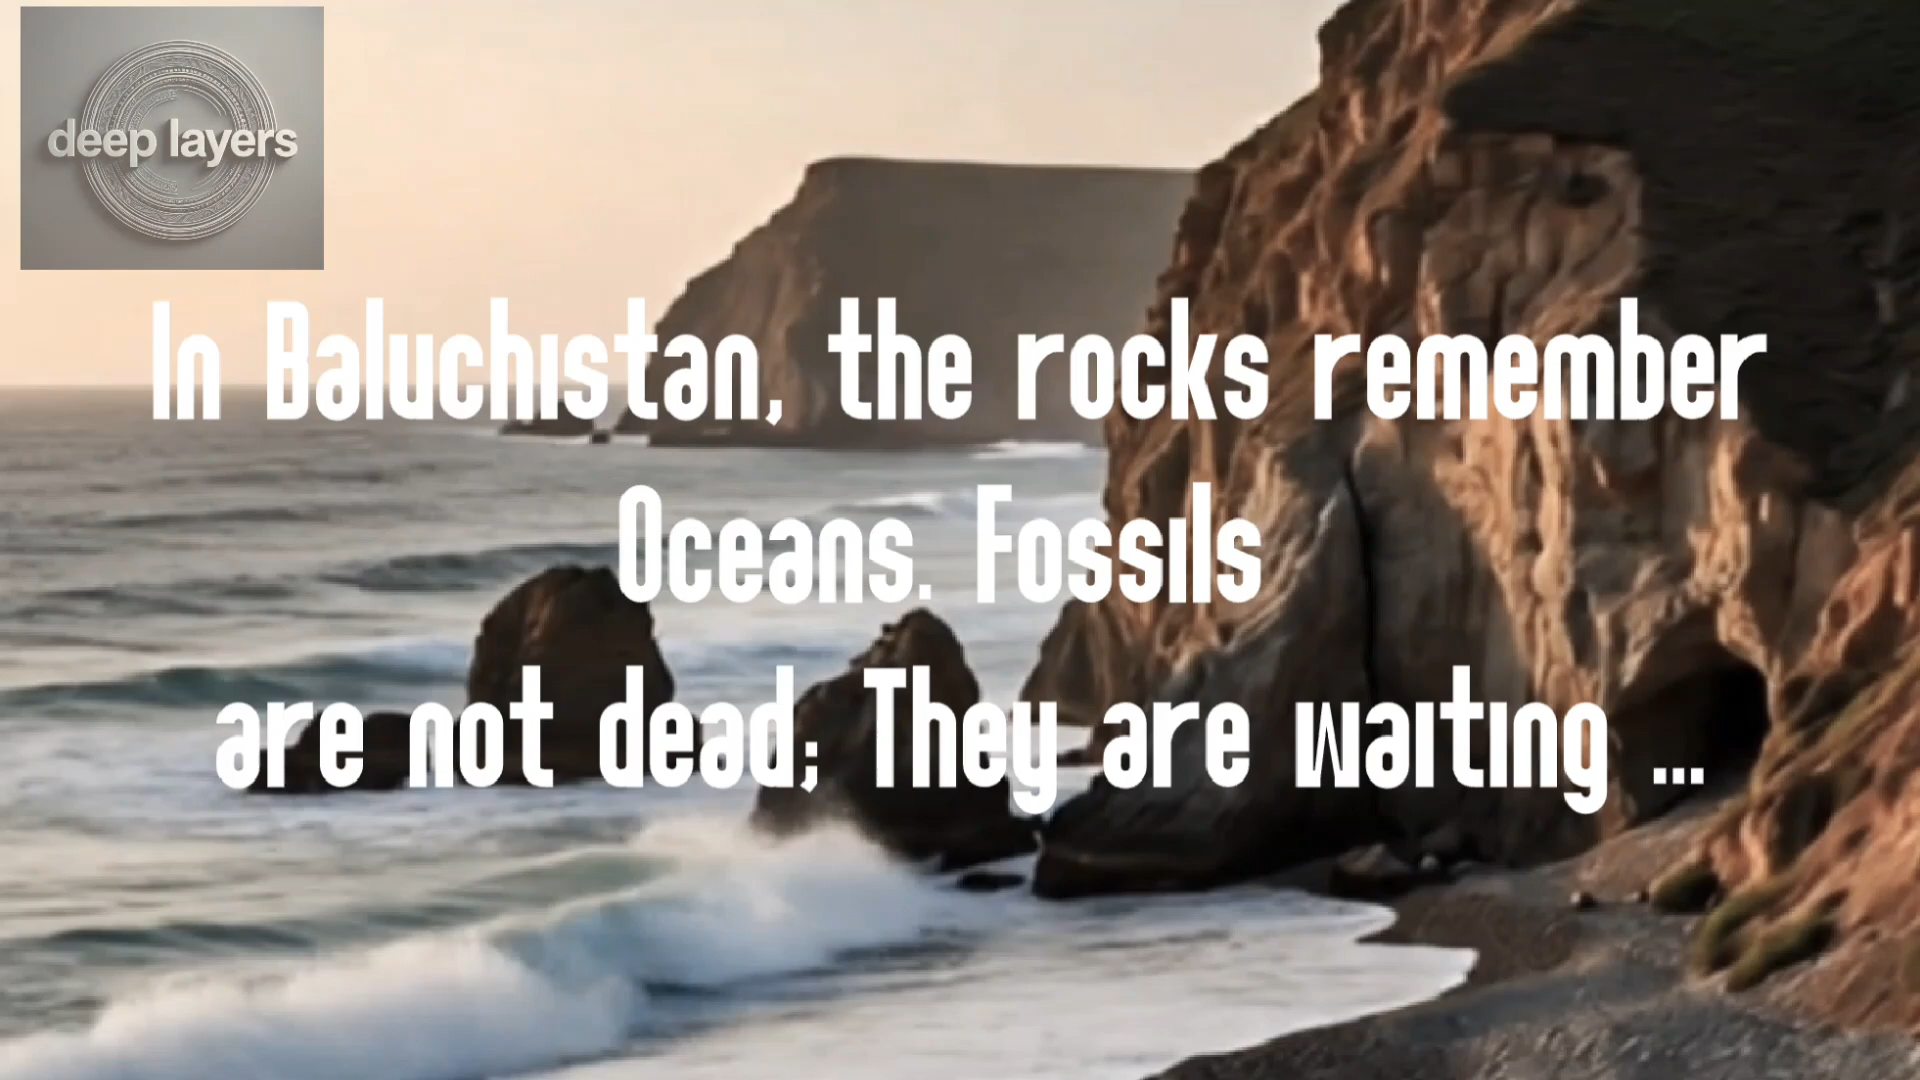 deep layers
In Baluchistan, the rocks remember
Oceans. Fossils
are not dead; They are waiting ...